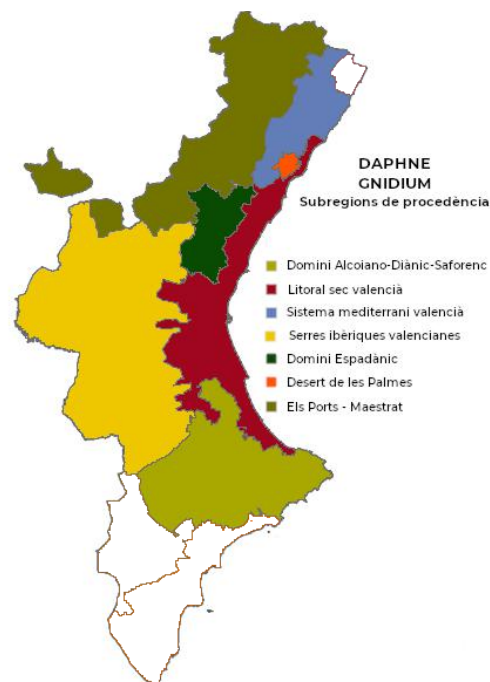 DAPHNE
GNIDIUM
Subregions de procedència
Domini Alcoiano-Diànic-Saforenc
Litoral sec valencià
Sistema mediterrani valencià
Serres ibèriques valencianes
Domini Espadànic
Desert de les Palmes
Els Ports - Maestrat